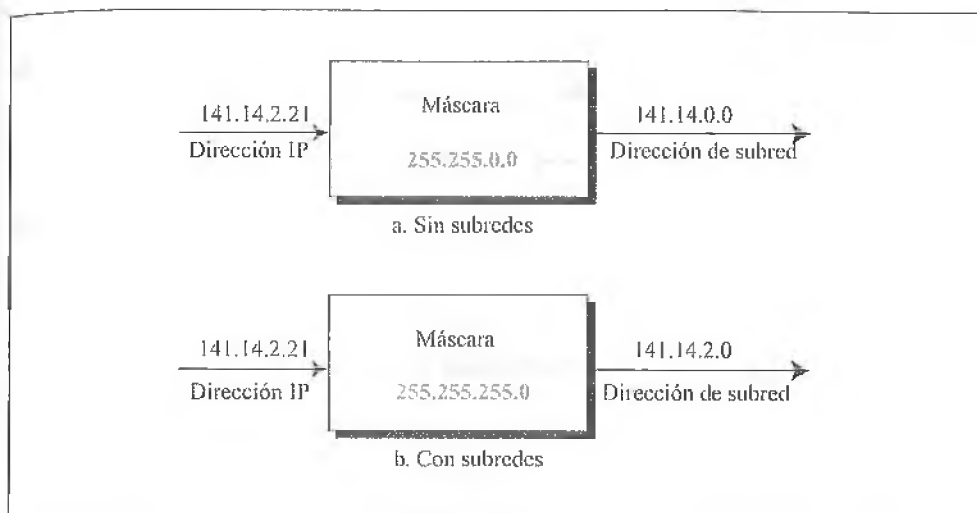 141.14.2.21
Dirección IP
Máscara
255.255.0.0
141.14.0.0
Dirección de subred
a. Sin subredes
141.14.2.21
Dirección IP
Máscara
255.255.255.0
141.14.2.0
Dirección de subred
b. Con subredes